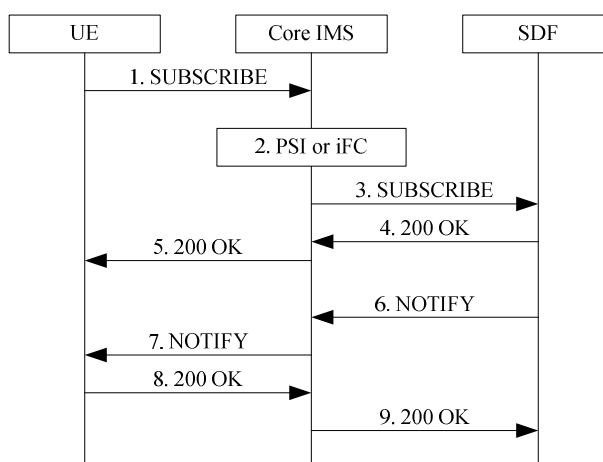 UE
Core IMS
SDF
1. SUBSCRIBE
2. PSI or iFC
3. SUBSCRIBE
4. 200 OK
5. 200 OK
6. NOTIFY
7. NOTIFY
8. 200 OK
9. 200 OK